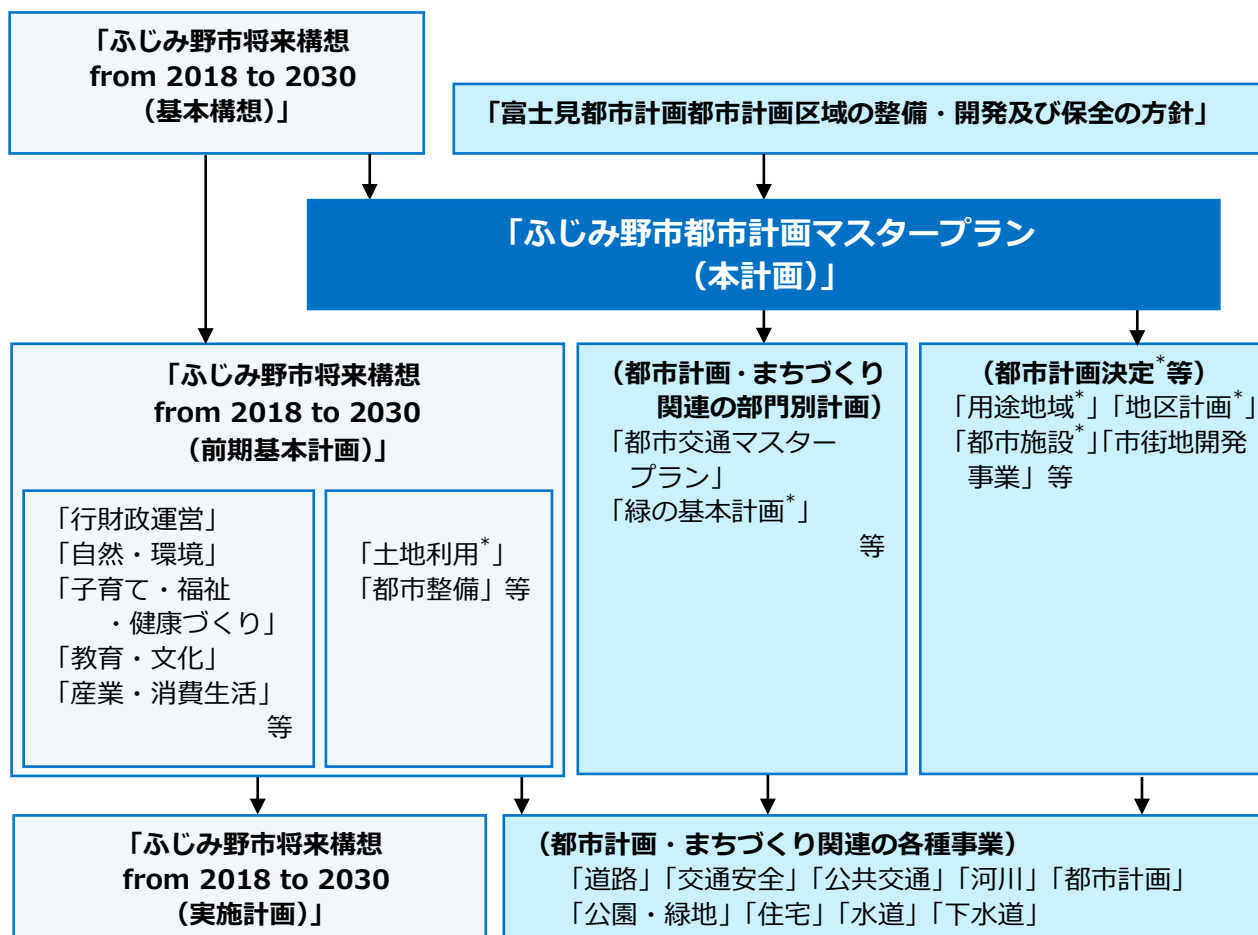 「ふじみ野市将来構想
from 2018 to 2030
（基本構想）」
「富士見都市計画都市計画区域の整備・開発及び保全の方針」
「ふじみ野市都市計画マスタープラン
（本計画）」
「ふじみ野市将来構想
from 2018 to 2030
（前期基本計画）」
「行財政運営」
「自然・環境」
「子育て・福祉
・健康づくり」
「教育・文化」
「産業・消費生活」
等
「土地利用*」
「都市整備」等
（都市計画・まちづくり
関連の部門別計画）
「都市交通マスター
プラン」
「緑の基本計画*」
等
（都市計画決定*等）
「用途地域*」「地区計画*」
「都市施設*」「市街地開発
事業」等
「ふじみ野市将来構想
from 2018 to 2030
（実施計画）」
（都市計画・まちづくり関連の各種事業）
「道路」「交通安全」「公共交通」「河川」「都市計画」
「公園・緑地」「住宅」「水道」「下水道」